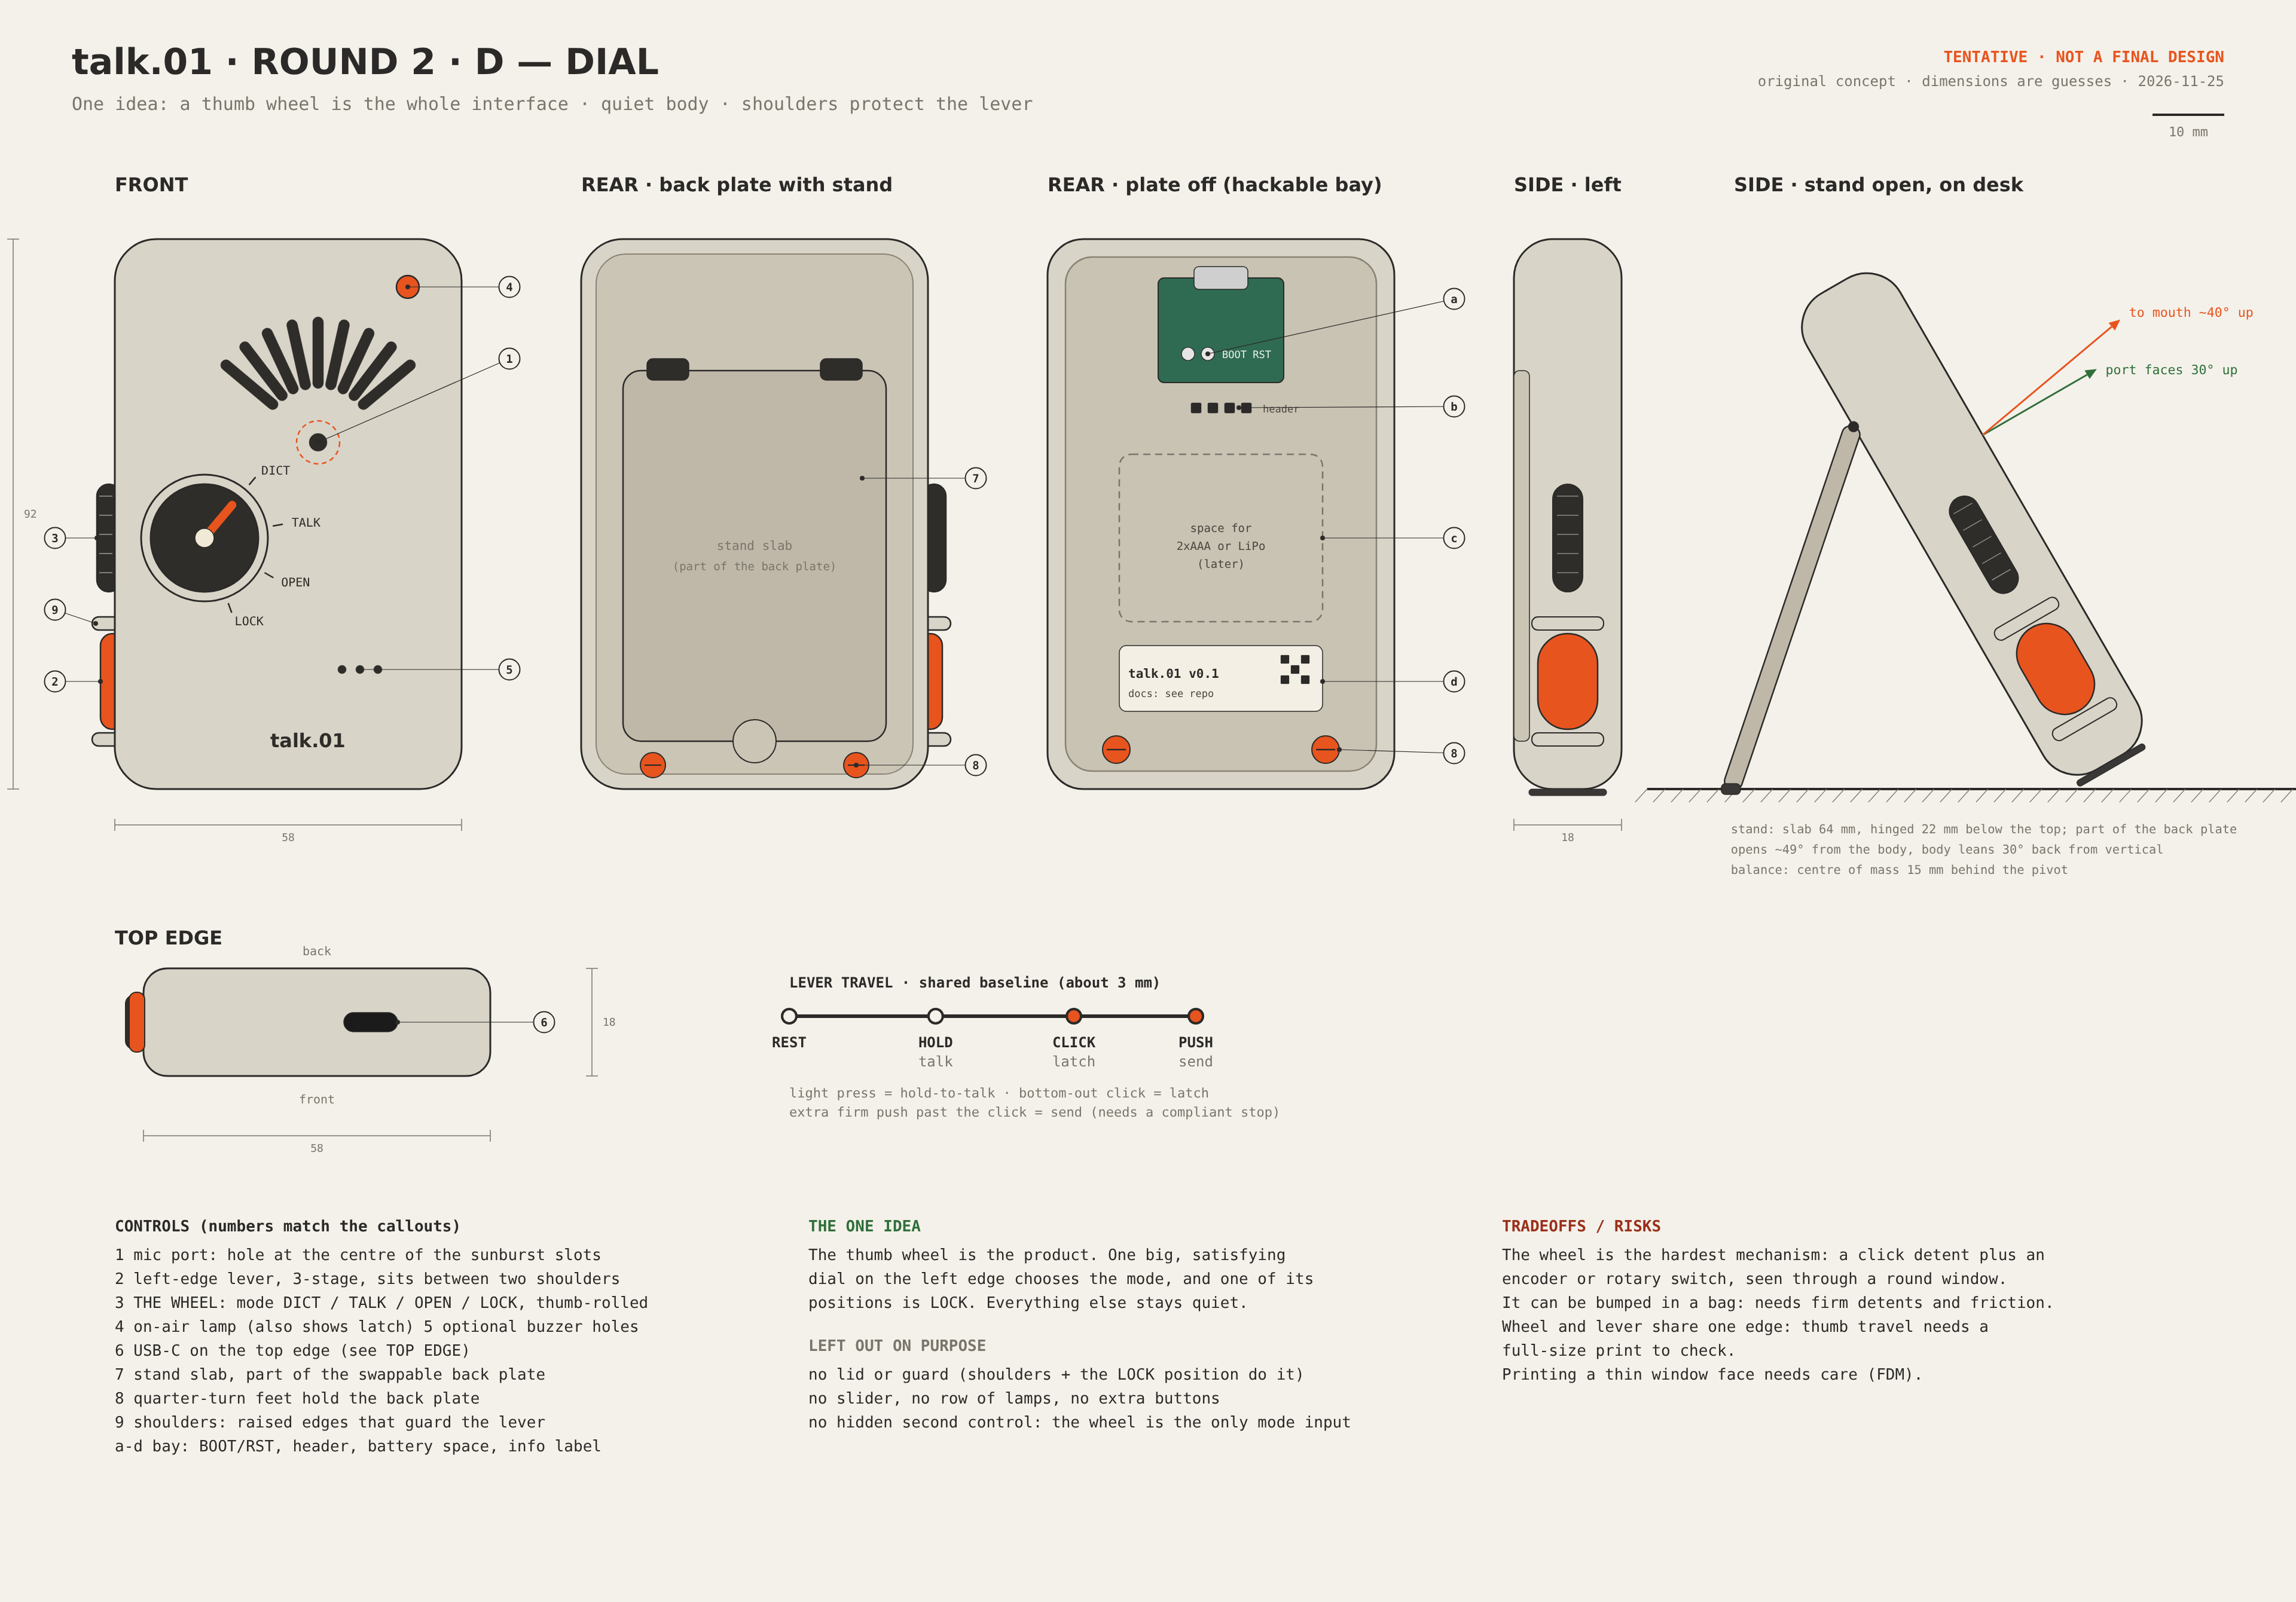 talk.01 · ROUND 2 · D — DIAL
One idea: a thumb wheel is the whole interface · quiet body · shoulders protect the lever
TENTATIVE · NOT A FINAL DESIGN
original concept · dimensions are guesses · 2026-11-25
10 mm
FRONT
REAR · back plate with stand
REAR · plate off (hackable bay)
SIDE · left
SIDE · stand open, on desk
4
1
DICT
TALK
OPEN
LOCK
92
3
9
2
5
talk.01
58
stand slab
(part of the back plate)
7
8
BOOT RST
header
space for
2xAAA or LiPo
(later)
talk.01 v0.1
docs: see repo
a
b
c
d
8
18
to mouth ~40° up
port faces 30° up
stand: slab 64 mm, hinged 22 mm below the top; part of the back plate
opens ~49° from the body, body leans 30° back from vertical
balance: centre of mass 15 mm behind the pivot
TOP EDGE
back
6
18
front
58
LEVER TRAVEL · shared baseline (about 3 mm)
REST
HOLD
talk
CLICK
latch
PUSH
send
light press = hold-to-talk · bottom-out click = latch
extra firm push past the click = send (needs a compliant stop)
CONTROLS (numbers match the callouts)
1 mic port: hole at the centre of the sunburst slots
2 left-edge lever, 3-stage, sits between two shoulders
3 THE WHEEL: mode DICT / TALK / OPEN / LOCK, thumb-rolled
4 on-air lamp (also shows latch) 5 optional buzzer holes
6 USB-C on the top edge (see TOP EDGE)
7 stand slab, part of the swappable back plate
8 quarter-turn feet hold the back plate
9 shoulders: raised edges that guard the lever
a-d bay: BOOT/RST, header, battery space, info label
THE ONE IDEA
The thumb wheel is the product. One big, satisfying
dial on the left edge chooses the mode, and one of its
positions is LOCK. Everything else stays quiet.
LEFT OUT ON PURPOSE
no lid or guard (shoulders + the LOCK position do it)
no slider, no row of lamps, no extra buttons
no hidden second control: the wheel is the only mode input
TRADEOFFS / RISKS
The wheel is the hardest mechanism: a click detent plus an
encoder or rotary switch, seen through a round window.
It can be bumped in a bag: needs firm detents and friction.
Wheel and lever share one edge: thumb travel needs a
full-size print to check.
Printing a thin window face needs care (FDM).